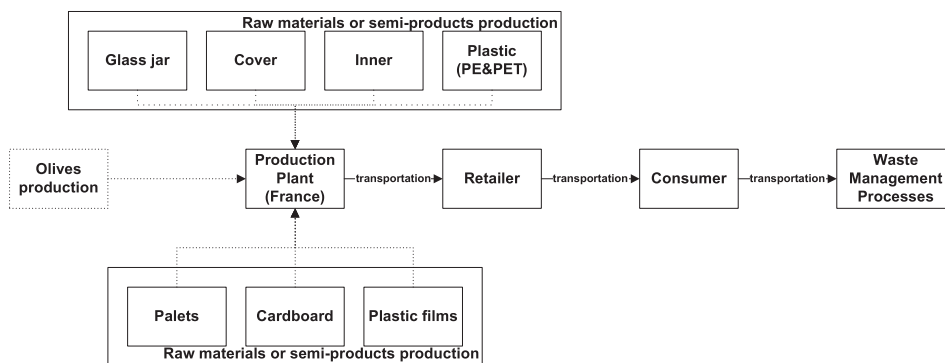 Raw materials or semi-products production
Glass jar
Cover
Inner
Plastic
(PE&PET)
Olives
production
Production
Plant
(France)
transportation
Retailer
transportation
Consumer
transportation
Waste
Management
Processes
Palets
Cardboard
Plastic films
Raw materials or semi-products production